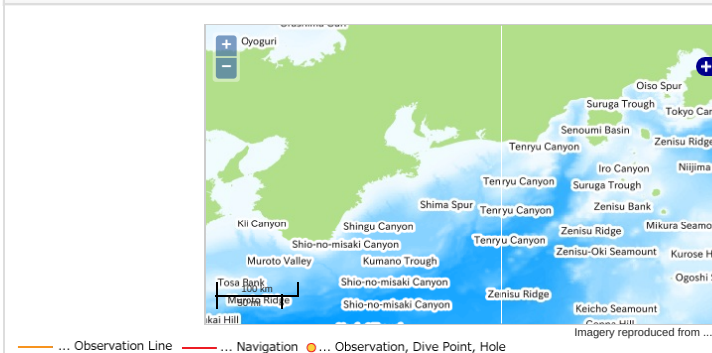 Oyoguri
Oiso Spur
Suruga Trough
Tokyo Can
Senoumi Basin
Tenryu Canyon
Zenisu Ridge
Iro Canyon
Niijima
Tenryu Canyon
Suruga Trough
Shima Spur
Tenryu Canyon
Zenisu Bank
Kii Canyon
Shingu Canyon
Zenisu Ridge
Mikura Seamo
Shio-no-misaki Canyon
Tenryu Canyon
Zenisu-Oki Seamount
Kurose H
Muroto Valley
Kumano Trough
Tosa Bank
Shio-no-misaki Canyon
Ogoshi S
100 km
Muroto Ridge
50 mi
Zenisu Ridge
Shio-no-misaki Canyon
Keicho Seamount
kai Hill
Imagery reproduced from ...
... Observation Line ... Navigation ... Observation, Dive Point, Hole